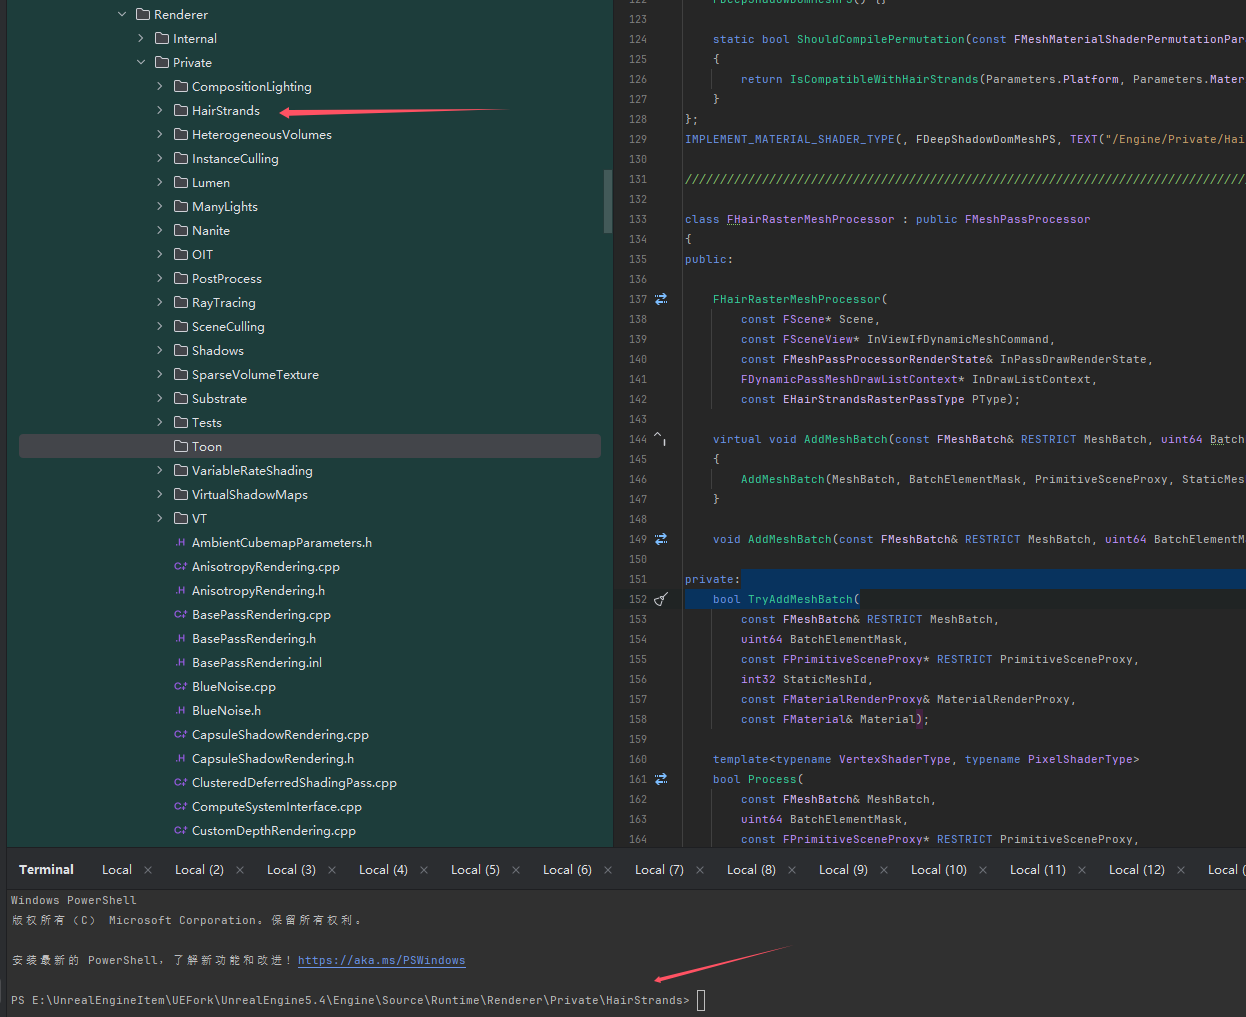 Renderer
Internal
Private
CompositionLighting
HairStrands
HeterogeneousVolumes
InstanceCulling
Lumen
ManyLights
Nanite
OIT
PostProcess
RayTracing
SceneCulling
Shadows
SparseVolumeTexture
Substrate
Tests
Toon
VariableRateShading
VirtualShadowMaps
VT
.H AmbientCubemapParameters.h
C+ AnisotropyRendering.cpp
.H AnisotropyRendering.h
C+ BasePassRendering.cpp
.H BasePassRendering.h
.H BasePassRendering.inl
C+ BlueNoise.cpp
.H BlueNoise.h
C+ CapsuleShadowRendering.cpp
.H CapsuleShadowRendering.h
C+ ClusteredDeferredShadingPass.cpp
C+ ComputeSystemInterface.cpp
C+ CustomDepthRendering.cpp
122 FDeepShadowDomMeshPS() {}
123
124 static bool ShouldCompilePermutation(const FMeshMaterialShaderPermutationPar
125 {
126 return IsCompatibleWithHairStrands(Parameters.Platform, Parameters.Mater
127 }
128 };
129 IMPLEMENT_MATERIAL_SHADER_TYPE(, FDeepShadowDomMeshPS, TEXT("/Engine/Private/Hai
130
131 ////////////////////////////////////////////////////////////////////////////////
132
133 class FHairRasterMeshProcessor : public FMeshPassProcessor
134 {
135 public:
136
137 FHairRasterMeshProcessor(
138 const FScene* Scene,
139 const FSceneView* InViewIfDynamicMeshCommand,
140 const FMeshPassProcessorRenderState& InPassDrawRenderState,
141 FDynamicPassMeshDrawListContext* InDrawListContext,
142 const EHairStrandsRasterPassType PType);
143
144 virtual void AddMeshBatch(const FMeshBatch& RESTRICT MeshBatch, uint64 Batch
145 {
146 AddMeshBatch(MeshBatch, BatchElementMask, PrimitiveSceneProxy, StaticMes
147 }
148
149 void AddMeshBatch(const FMeshBatch& RESTRICT MeshBatch, uint64 BatchElementM
150
151 private:
152 bool TryAddMeshBatch(
153 const FMeshBatch& RESTRICT MeshBatch,
154 uint64 BatchElementMask,
155 const FPrimitiveSceneProxy* RESTRICT PrimitiveSceneProxy,
156 int32 StaticMeshId,
157 const FMaterialRenderProxy& MaterialRenderProxy,
158 const FMaterial& Material);
159
160 template<typename VertexShaderType, typename PixelShaderType>
161 bool Process(
162 const FMeshBatch& MeshBatch,
163 uint64 BatchElementMask,
164 const FPrimitiveSceneProxy* RESTRICT PrimitiveSceneProxy,
Terminal Local × Local (2) × Local (3) × Local (4) × Local (5) × Local (6) × Local (7) × Local (8) × Local (9) × Local (10) × Local (11) × Local (12) × Local (
Windows PowerShell
版权所有（C） Microsoft Corporation。保留所有权利。
安装最新的 PowerShell，了解新功能和改进！https://aka.ms/PSWindows
PS E:\UnrealEngineItem\UEFork\UnrealEngine5.4\Engine\Source\Runtime\Renderer\Private\HairStrands>